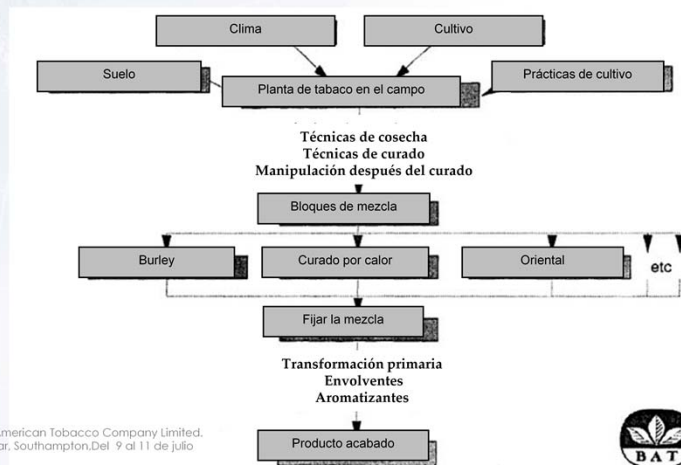 Clima
Cultivo
Suelo
Prácticas de cultivo
Planta de tabaco en el campo
Técnicas de cosecha
Técnicas de curado
Manipulación después del curado
Bloques de mezcla
Burley
Curado por calor
Oriental
etc
Fijar la mezcla
Transformación primaria
Envolventes
Aromatizantes
merican Tobacco Company Limited.
ar, Southampton.Del 9 al 11 de julio
Producto acabado
BAT